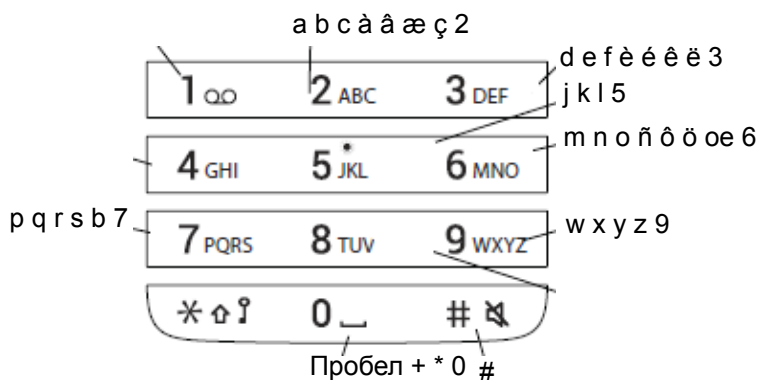 a b c à â æ ç 2
d e f è é ê ë 3
1 2 ABC 3 DEF
j k l 5
m n o ñ ô ö oe 6
4 GHI 5 JKL 6 MNO
p q r s b 7
w x y z 9
7 PQRS 8 TUV 9 WXYZ
* 0 #
Пробел + * 0 #